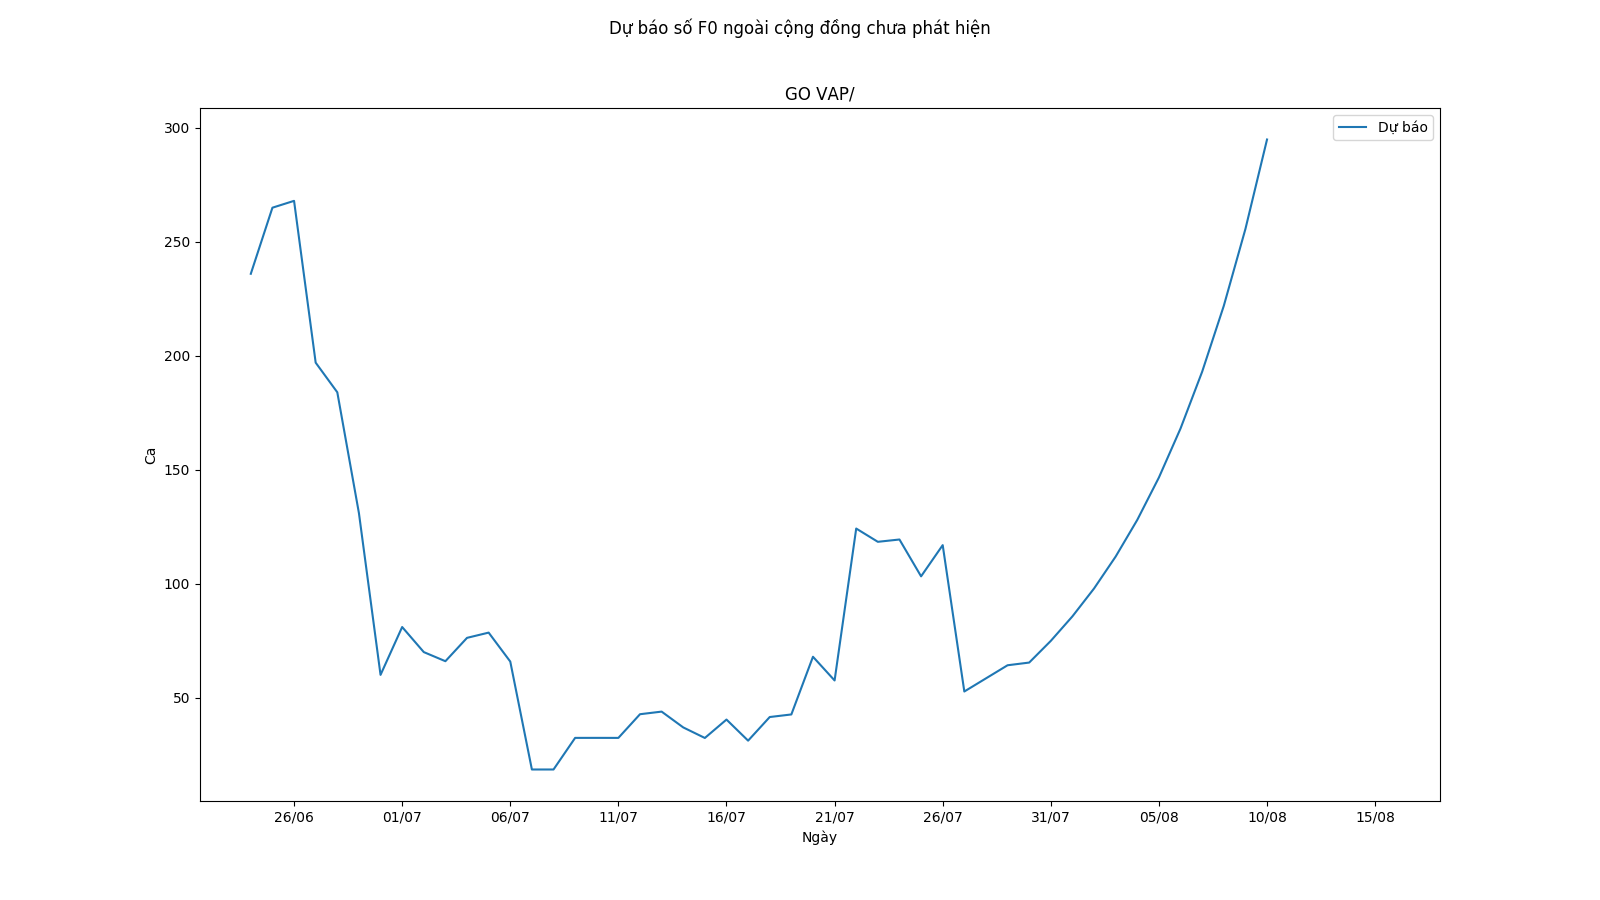 Dự báo số F0 ngoài cộng đồng chưa phát hiện
GO VAP/
Dự báo
300
250
200
150
100
50
Ca
26/06 01/07 06/07 11/07 16/07 21/07 26/07 31/07 05/08 10/08 15/08
Ngày